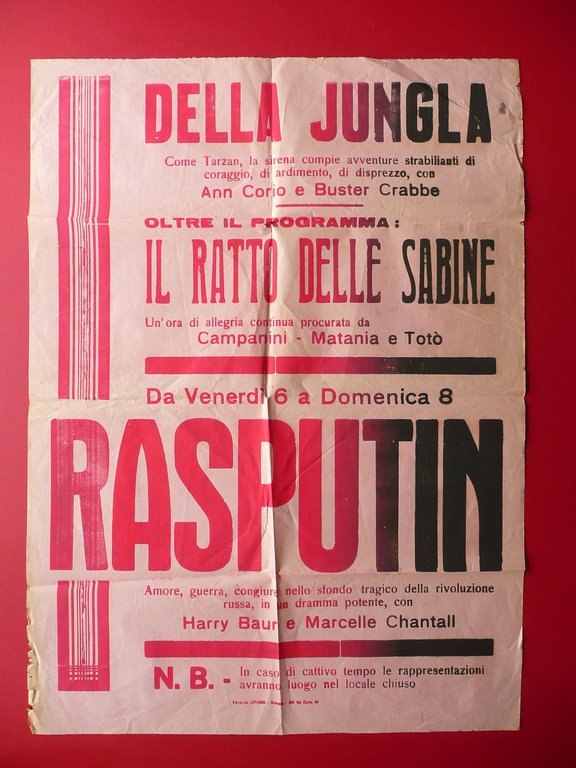 DELLA JUNGLA
Come Tarzan, la sirena compie avventure strabilianti di
coraggio, di ardimento, di disprezzo, con
Ann Corio e Buster Crabbe
OLTRE IL PROGRAMMA:
IL RATTO DELLE SABINE
Un'ora di allegria continua procurata da
Campanini - Matania e Totò
Da Venerdì 6 a Domenica 8
RASPUTIN
Amore, guerra, congiure nello sfondo tragico della rivoluzione
russa, in un dramma potente, con
Harry Baur e Marcelle Chantall
N. B. - In caso di cattivo tempo le rappresentazioni
avranno luogo nel locale chiuso